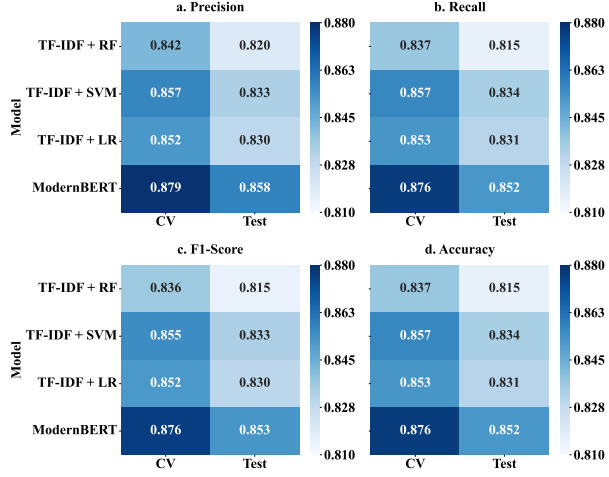 a. Precision
b. Recall
Model
TF-IDF + RF
0.842 0.820
TF-IDF + SVM
0.857 0.833
TF-IDF + LR
0.852 0.830
ModernBERT
0.879 0.858
CV Test
0.880
0.863
0.845
0.828
0.810
0.837 0.815
0.857 0.834
0.853 0.831
0.876 0.852
CV Test
0.880
0.863
0.845
0.828
0.810
c. F1-Score
d. Accuracy
Model
TF-IDF + RF
0.836 0.815
TF-IDF + SVM
0.855 0.833
TF-IDF + LR
0.852 0.830
ModernBERT
0.876 0.853
CV Test
0.880
0.863
0.845
0.828
0.810
0.837 0.815
0.857 0.834
0.853 0.831
0.876 0.852
CV Test
0.880
0.863
0.845
0.828
0.810